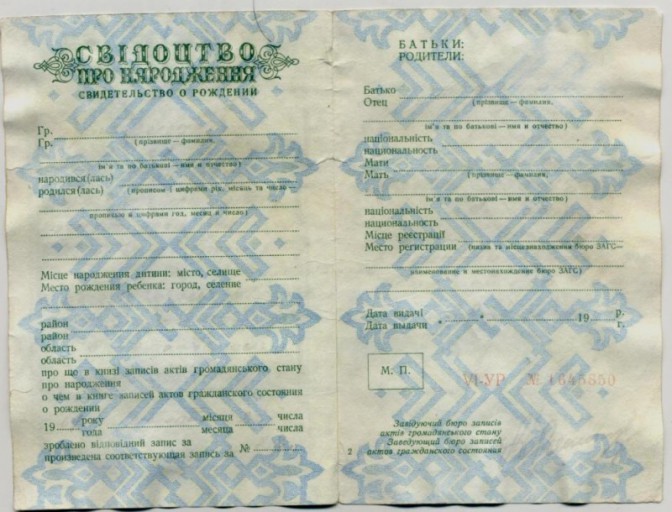 СВІДОЦТВО
ПРО НАРОДЖЕННЯ
СВИДЕТЕЛЬСТВО О РОЖДЕНИИ
Гр.
Гр.
(прізвище — фамилия,
ім'я та по батькові — имя и отчество)
народився(лась)
родился(лась)
(прописом і цифрами рік, місяць та число —
прописью и цифрами год, месяц и число)
Місце народження дитини: місто, селище
Место рождения ребенка: город, селение
район
район
область
область
про що в книзі записів актів громадянського стану
про народження
о чем в книге записей актов гражданского состояния
о рождении
19 року місяця числа
года месяца числа
зроблено відповідний запис за №
произведена соответствующая запись за
БАТЬКИ:
РОДИТЕЛИ:
Батько
Отец
(прізвище — фамилия,
ім'я та по батькові — имя и отчество)
національність
национальность
Мати
Мать
(прізвище — фамилия,
ім'я та по батькові — имя и отчество)
національність
национальность
Місце реєстрації
Место регистрации (назва та місцезнаходження бюро ЗАГС—
наименование и местонахождение бюро ЗАГС)
Дата видачі
Дата выдачи « » 19 р.
г.
М. П.
VI-УР № 1645650
Завідуючий бюро записів
актів громадянського стану
Заведующий бюро записей
2 актов гражданского состояния